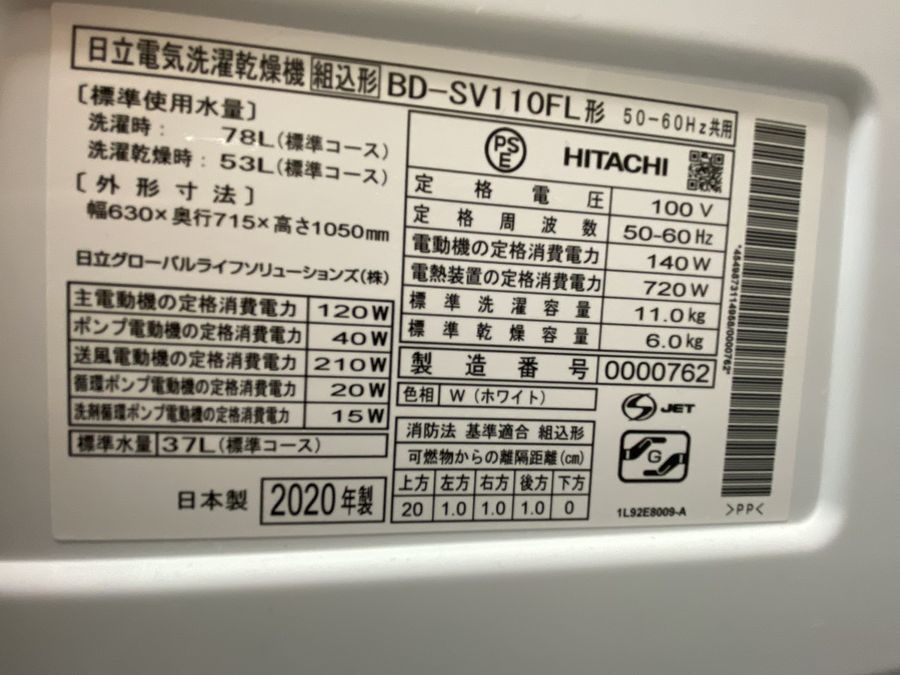 日立電気洗濯乾燥機 組込形 BD-SV110FL形 50-60Hz共用
〔標準使用水量〕
洗濯時: 78L(標準コース)
洗濯乾燥時: 53L(標準コース)
〔外形寸法〕
幅630×奥行715×高さ1050mm
日立グローバルライフソリューションズ(株)
主電動機の定格消費電力 120W
ポンプ電動機の定格消費電力 40W
送風電動機の定格消費電力 210W
循環ポンプ電動機の定格消費電力 20W
洗剤循環ポンプ電動機の定格消費電力 15W
標準水量 37L(標準コース)
日本製 2020年製
PSE HITACHI
定格電圧 100V
定格周波数 50-60Hz
電動機の定格消費電力 140W
電熱装置の定格消費電力 720W
標準洗濯容量 11.0kg
標準乾燥容量 6.0kg
製造番号 0000762
色相 W(ホワイト)
消防法 基準適合 組込形
可燃物からの離隔距離(cm)
上方 左方 右方 後方 下方
20 1.0 1.0 1.0 0
S JET
G
1L92E8009-A
>PP<
*4549873114958/0000762*